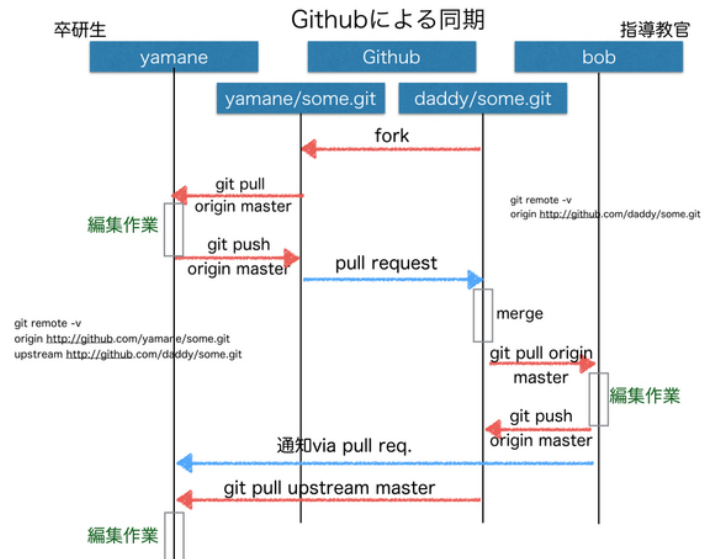 Githubによる同期
卒研生
指導教官
yamane
Github
bob
yamane/some.git
daddy/some.git
fork
git pull
origin master
git remote -v
origin http://github.com/daddy/some.git
編集作業
git push
origin master
pull request
merge
git remote -v
origin http://github.com/yamane/some.git
upstream http://github.com/daddy/some.git
git pull origin
master
編集作業
git push
origin master
通知via pull req.
git pull upstream master
編集作業